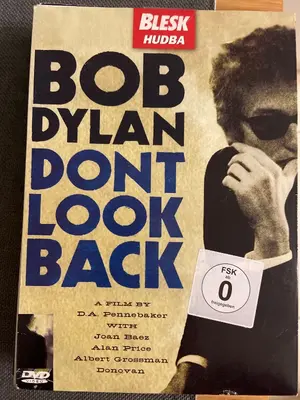 BLESK
HUDBA
BOB
DYLAN
DONT
LOOK
BACK
FSK
ab
0
freigegeben
A FILM BY
D.A. Pennebaker
WITH
Joan Baez
Alan Price
Albert Grossman
Donovan
DVD
VIDEO